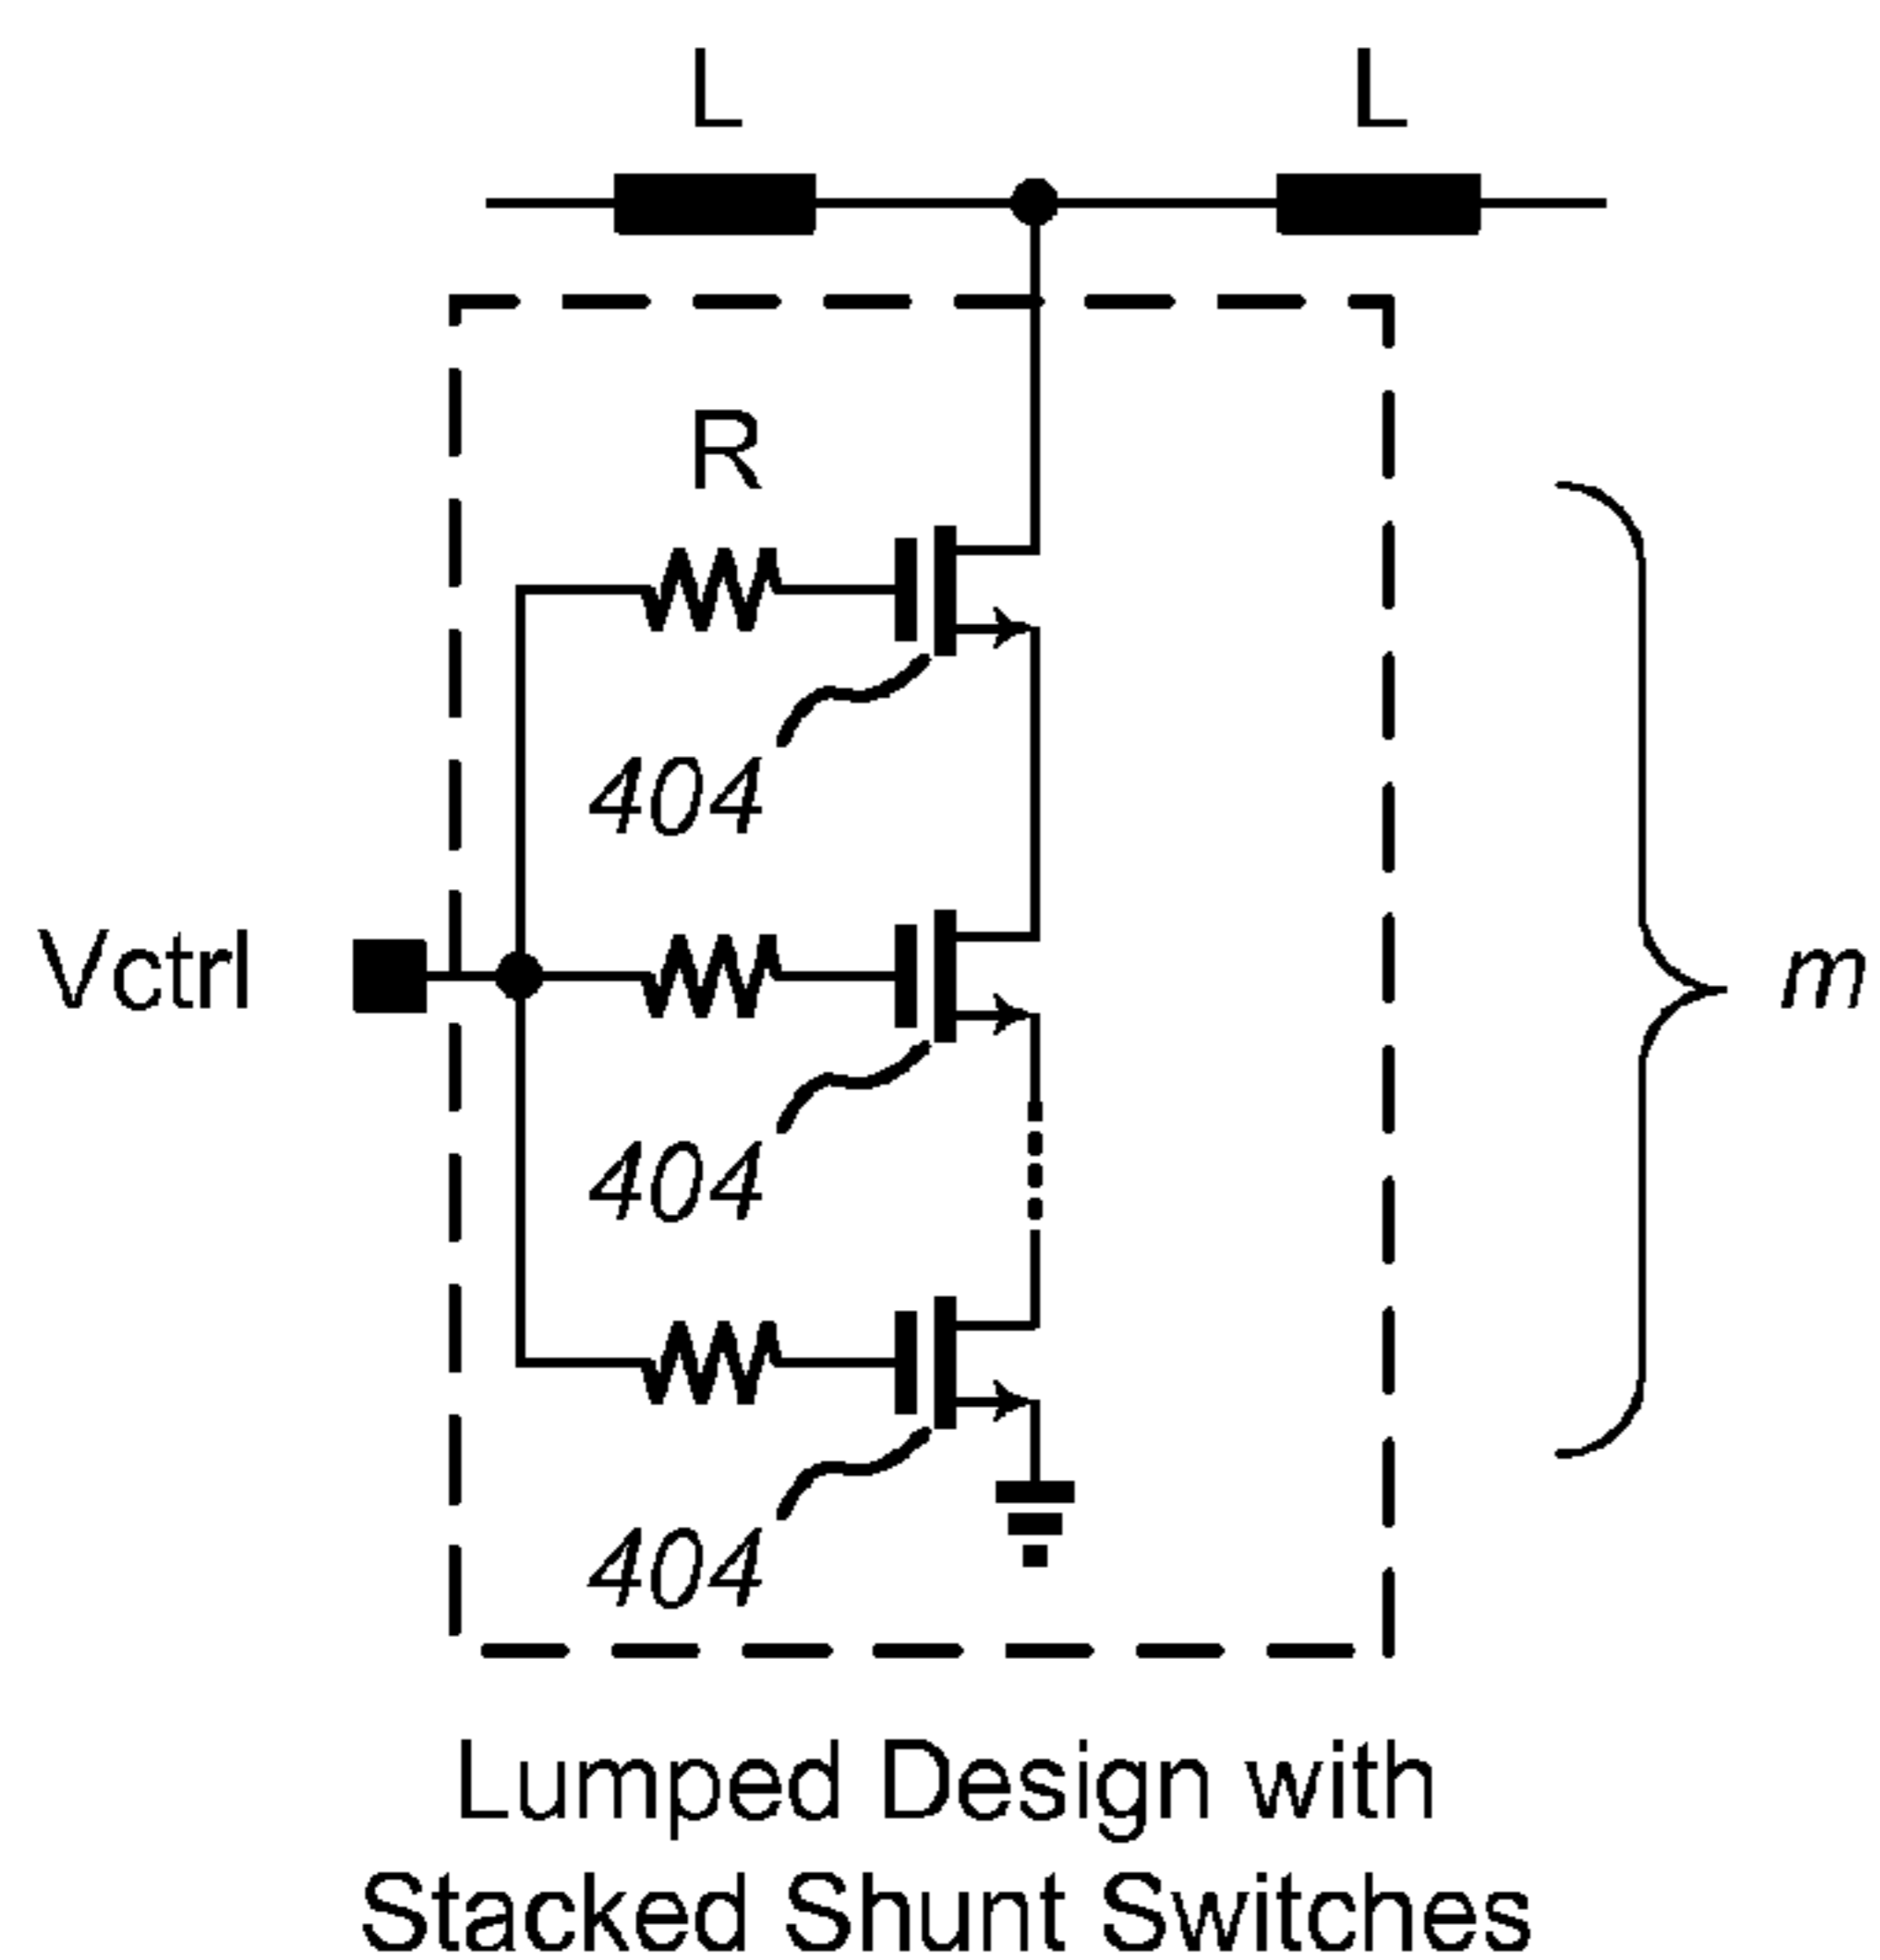 L L
R
404
Vctrl
m
404
404
Lumped Design with
Stacked Shunt Switches